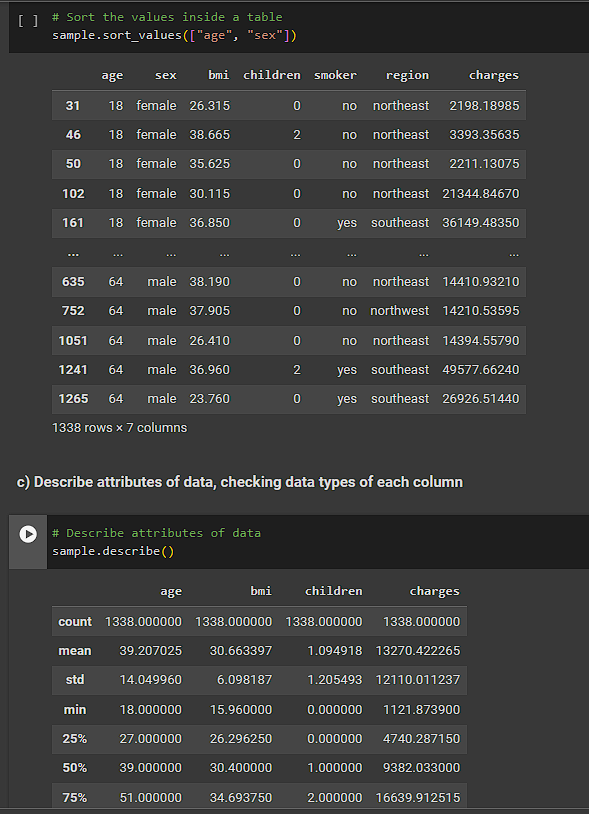 [ ] # Sort the values inside a table
sample.sort_values(["age", "sex"])
age sex bmi children smoker region charges
31 18 female 26.315 0 no northeast 2198.18985
46 18 female 38.665 2 no northeast 3393.35635
50 18 female 35.625 0 no northeast 2211.13075
102 18 female 30.115 0 no northeast 21344.84670
161 18 female 36.850 0 yes southeast 36149.48350
... ... ... ... ... ... ... ...
635 64 male 38.190 0 no northeast 14410.93210
752 64 male 37.905 0 no northwest 14210.53595
1051 64 male 26.410 0 no northeast 14394.55790
1241 64 male 36.960 2 yes southeast 49577.66240
1265 64 male 23.760 0 yes southeast 26926.51440
1338 rows × 7 columns
c) Describe attributes of data, checking data types of each column
# Describe attributes of data
sample.describe()
age bmi children charges
count 1338.000000 1338.000000 1338.000000 1338.000000
mean 39.207025 30.663397 1.094918 13270.422265
std 14.049960 6.098187 1.205493 12110.011237
min 18.000000 15.960000 0.000000 1121.873900
25% 27.000000 26.296250 0.000000 4740.287150
50% 39.000000 30.400000 1.000000 9382.033000
75% 51.000000 34.693750 2.000000 16639.912515